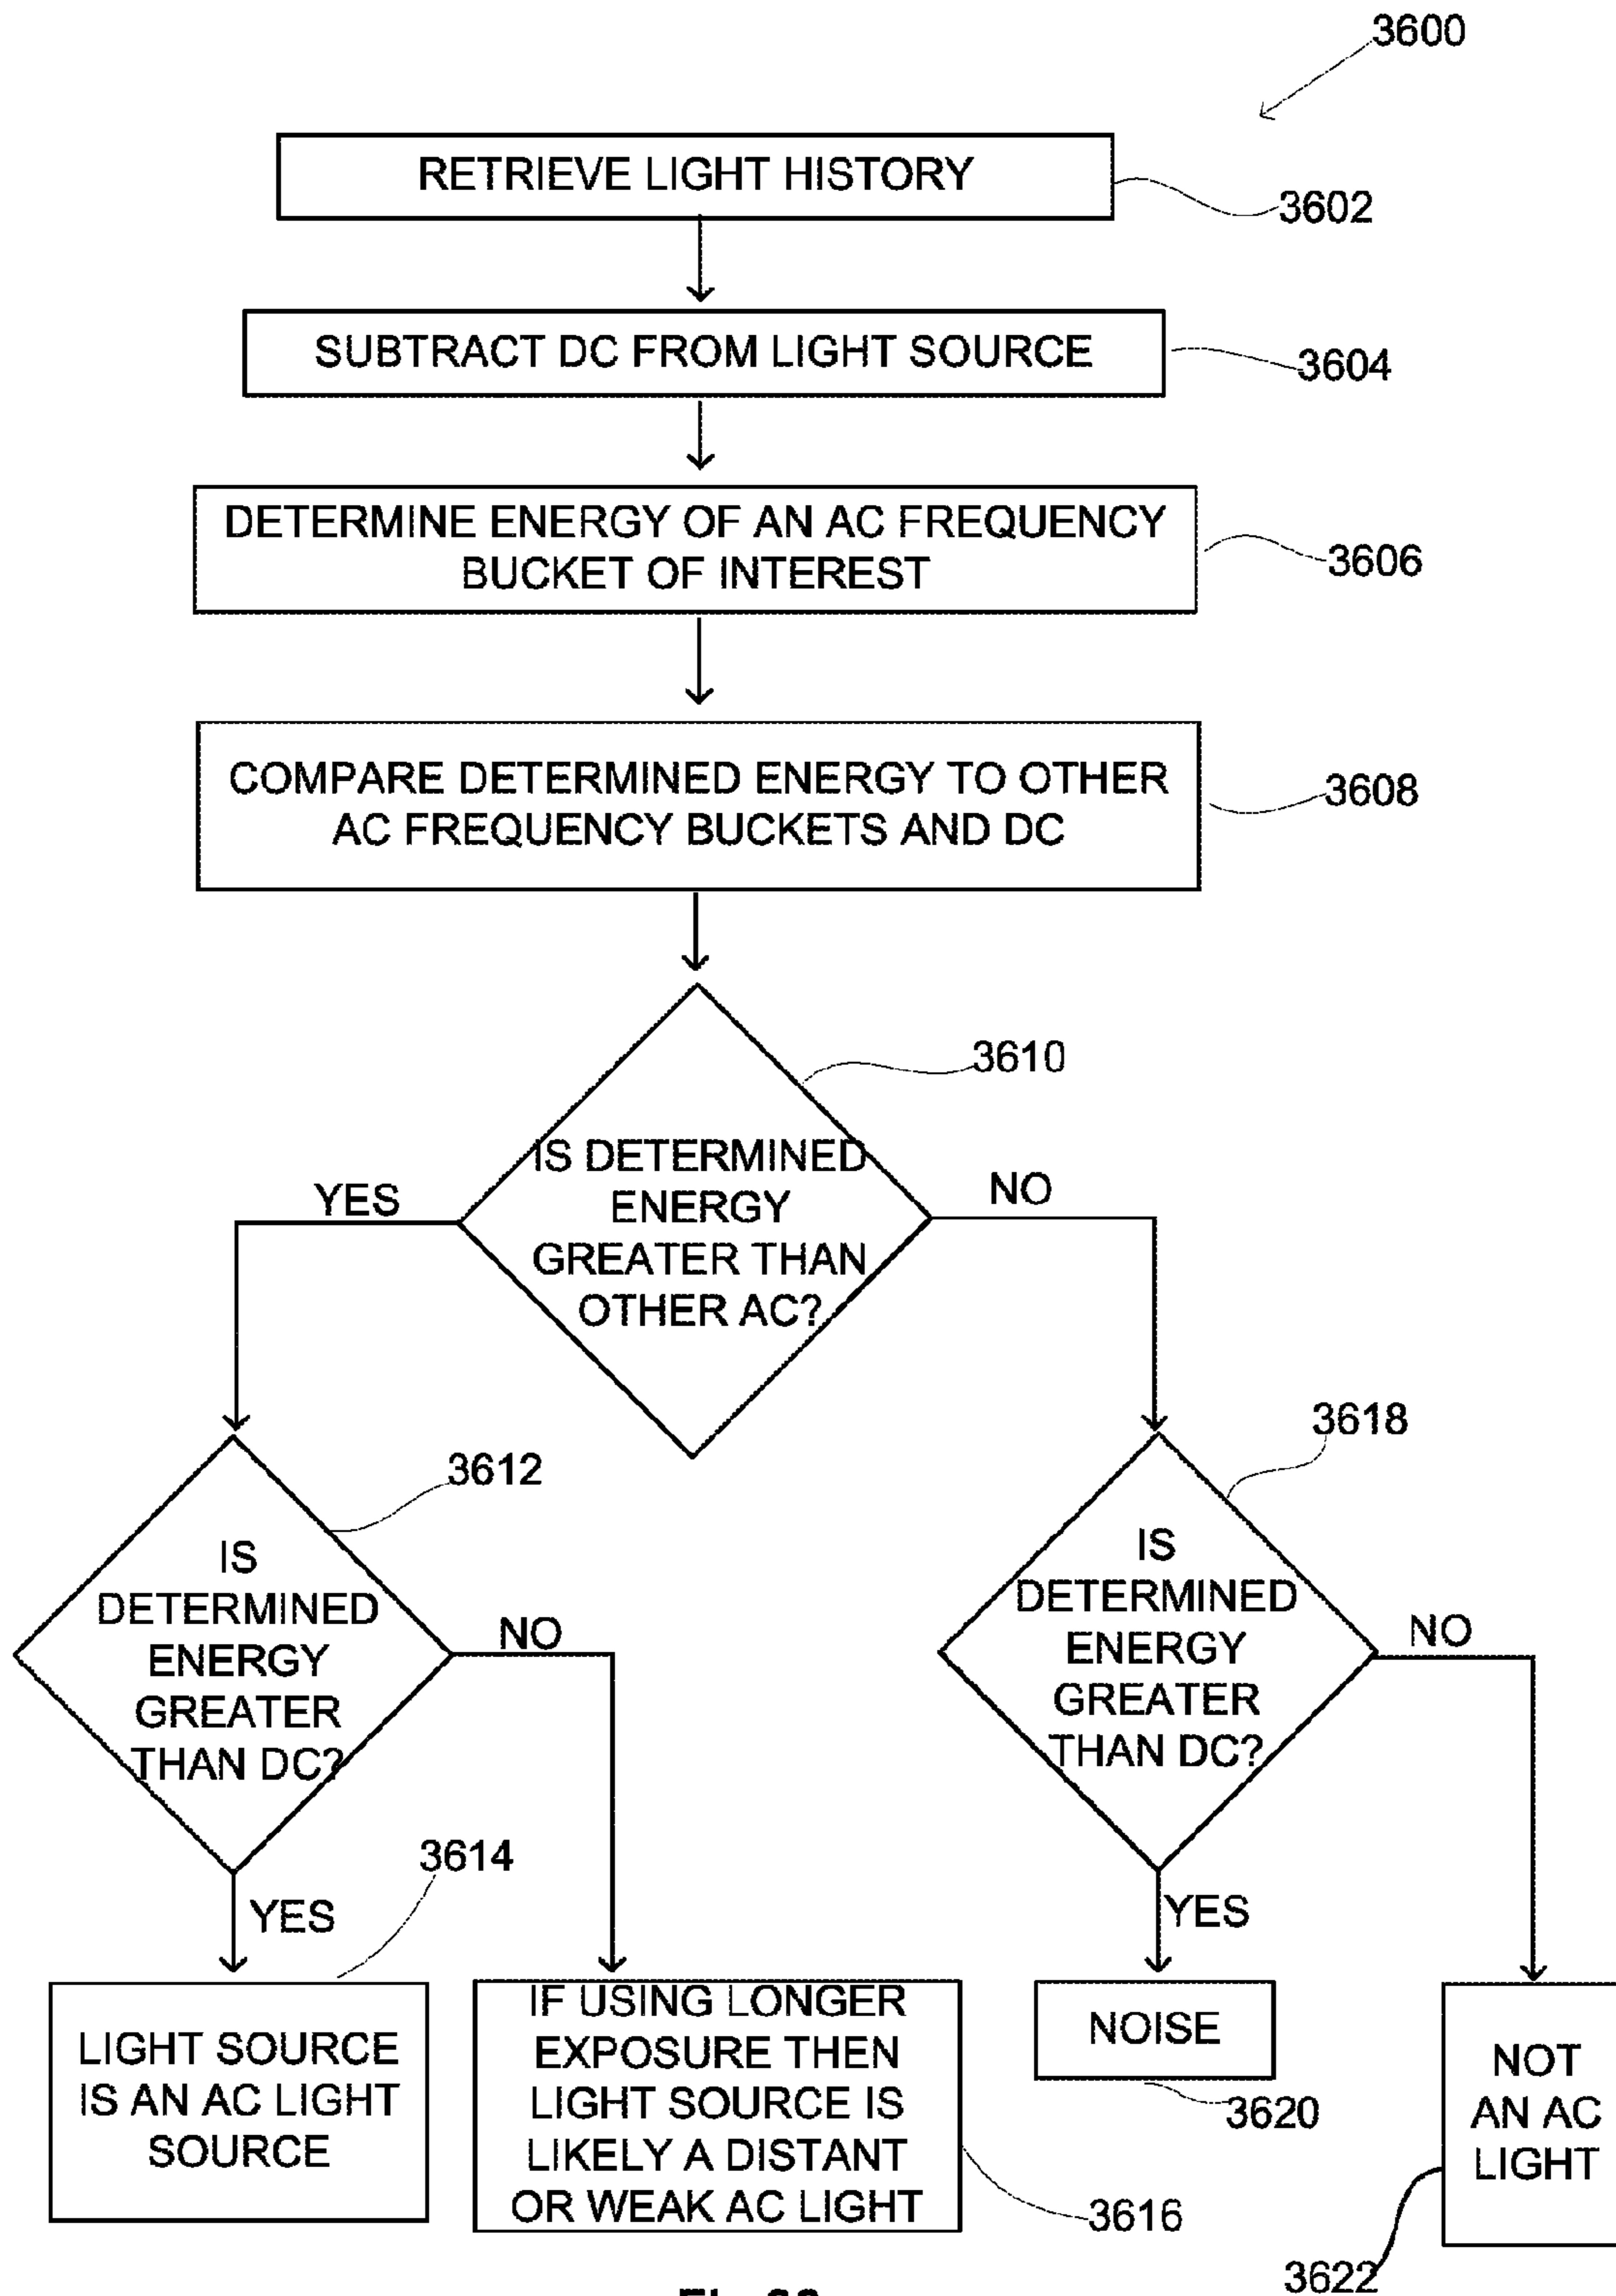 3600
RETRIEVE LIGHT HISTORY
3602
SUBTRACT DC FROM LIGHT SOURCE
3604
DETERMINE ENERGY OF AN AC FREQUENCY
BUCKET OF INTEREST
3606
COMPARE DETERMINED ENERGY TO OTHER
AC FREQUENCY BUCKETS AND DC
3608
3610
IS DETERMINED
ENERGY
GREATER THAN
OTHER AC?
YES
NO
3612
IS
DETERMINED
ENERGY
GREATER
THAN DC?
NO
YES
3618
IS
DETERMINED
ENERGY
GREATER
THAN DC?
NO
YES
3614
LIGHT SOURCE
IS AN AC LIGHT
SOURCE
IF USING LONGER
EXPOSURE THEN
LIGHT SOURCE IS
LIKELY A DISTANT
OR WEAK AC LIGHT
3616
NOISE
3620
NOT
AN AC
LIGHT
3622